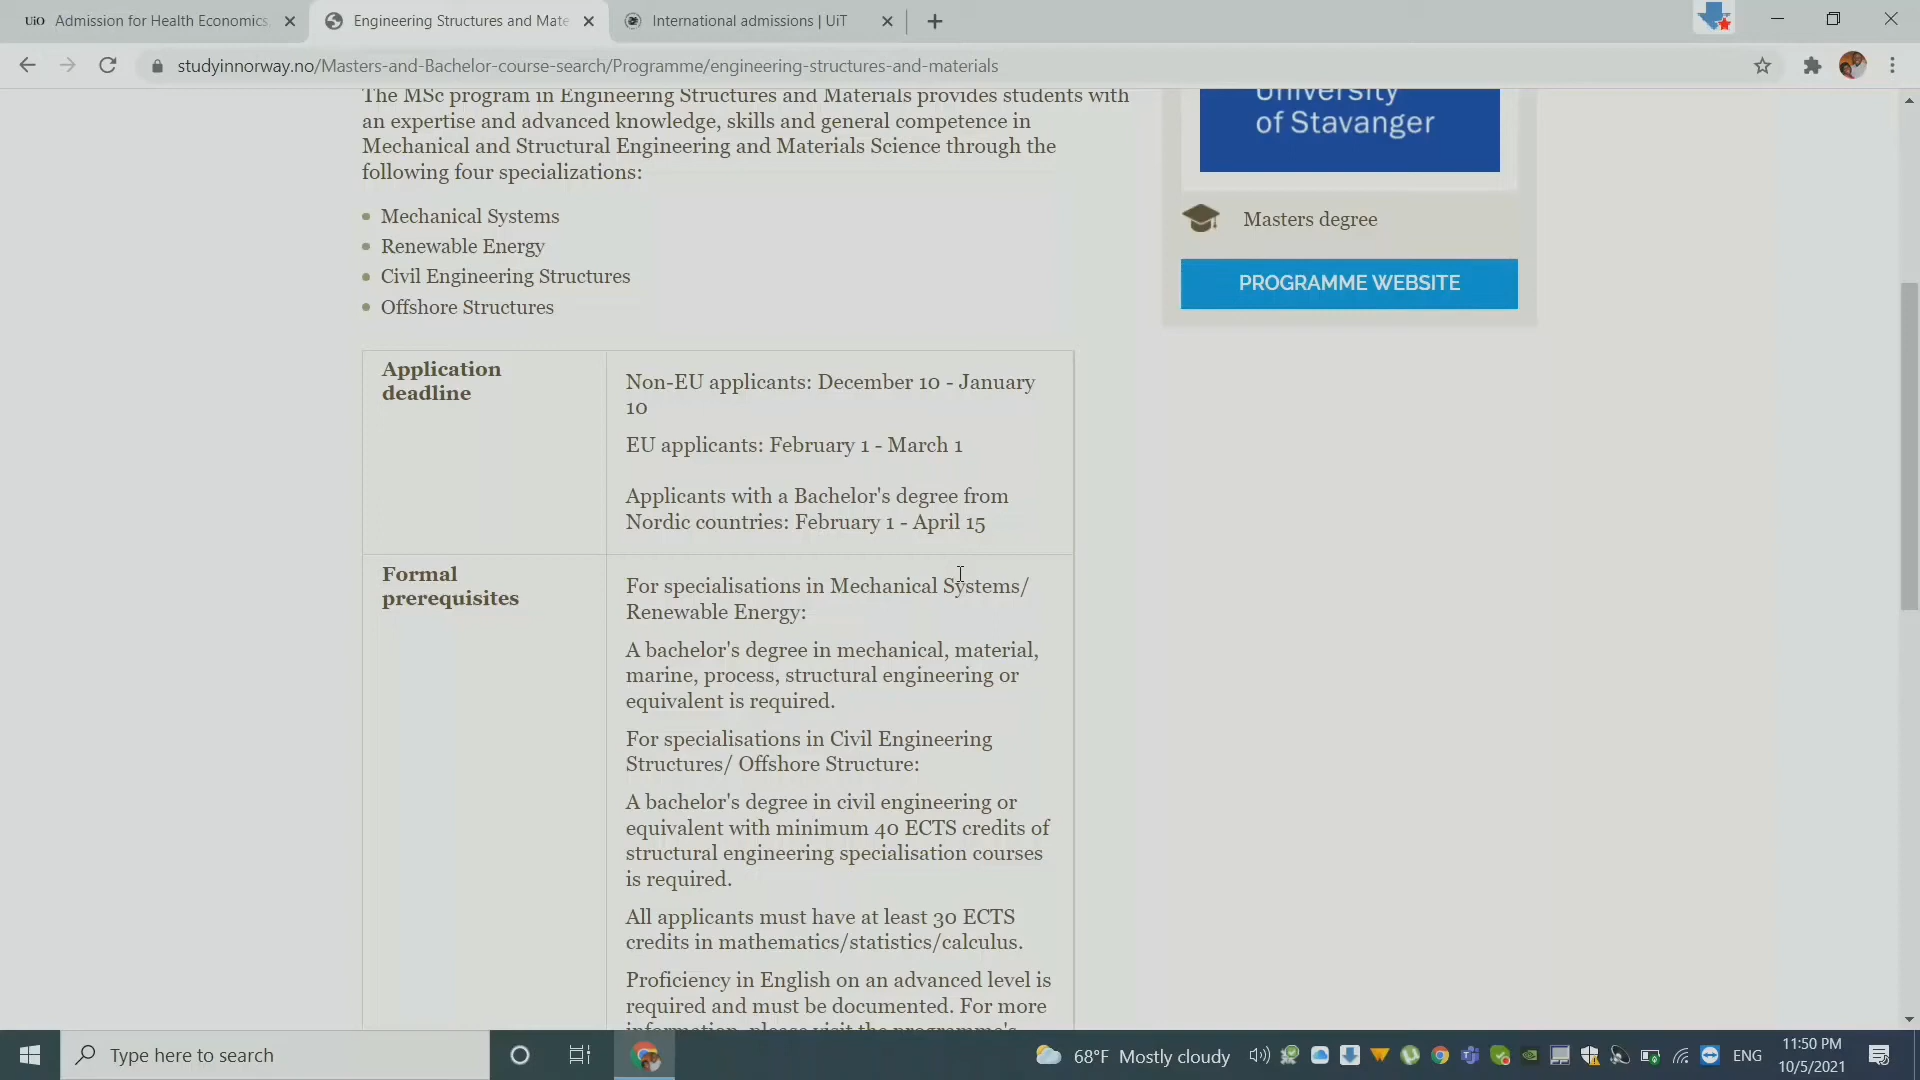 UiO Admission for Health Economics,
Engineering Structures and Mate
International admissions | UiT
studyinnorway.no/Masters-and-Bachelor-course-search/Programme/engineering-structures-and-materials
The MSc program in Engineering Structures and Materials provides students with
an expertise and advanced knowledge, skills and general competence in
Mechanical and Structural Engineering and Materials Science through the
following four specializations:
Mechanical Systems
Renewable Energy
Civil Engineering Structures
Offshore Structures
University
of Stavanger
Masters degree
PROGRAMME WEBSITE
Application
deadline
Non-EU applicants: December 10 - January
10
EU applicants: February 1 - March 1
Applicants with a Bachelor's degree from
Nordic countries: February 1 - April 15
Formal
prerequisites
For specialisations in Mechanical Systems/
Renewable Energy:
A bachelor's degree in mechanical, material,
marine, process, structural engineering or
equivalent is required.
For specialisations in Civil Engineering
Structures/ Offshore Structure:
A bachelor's degree in civil engineering or
equivalent with minimum 40 ECTS credits of
structural engineering specialisation courses
is required.
All applicants must have at least 30 ECTS
credits in mathematics/statistics/calculus.
Proficiency in English on an advanced level is
required and must be documented. For more
information, please visit the programme's
Type here to search
68°F Mostly cloudy
ENG
11:50 PM
10/5/2021